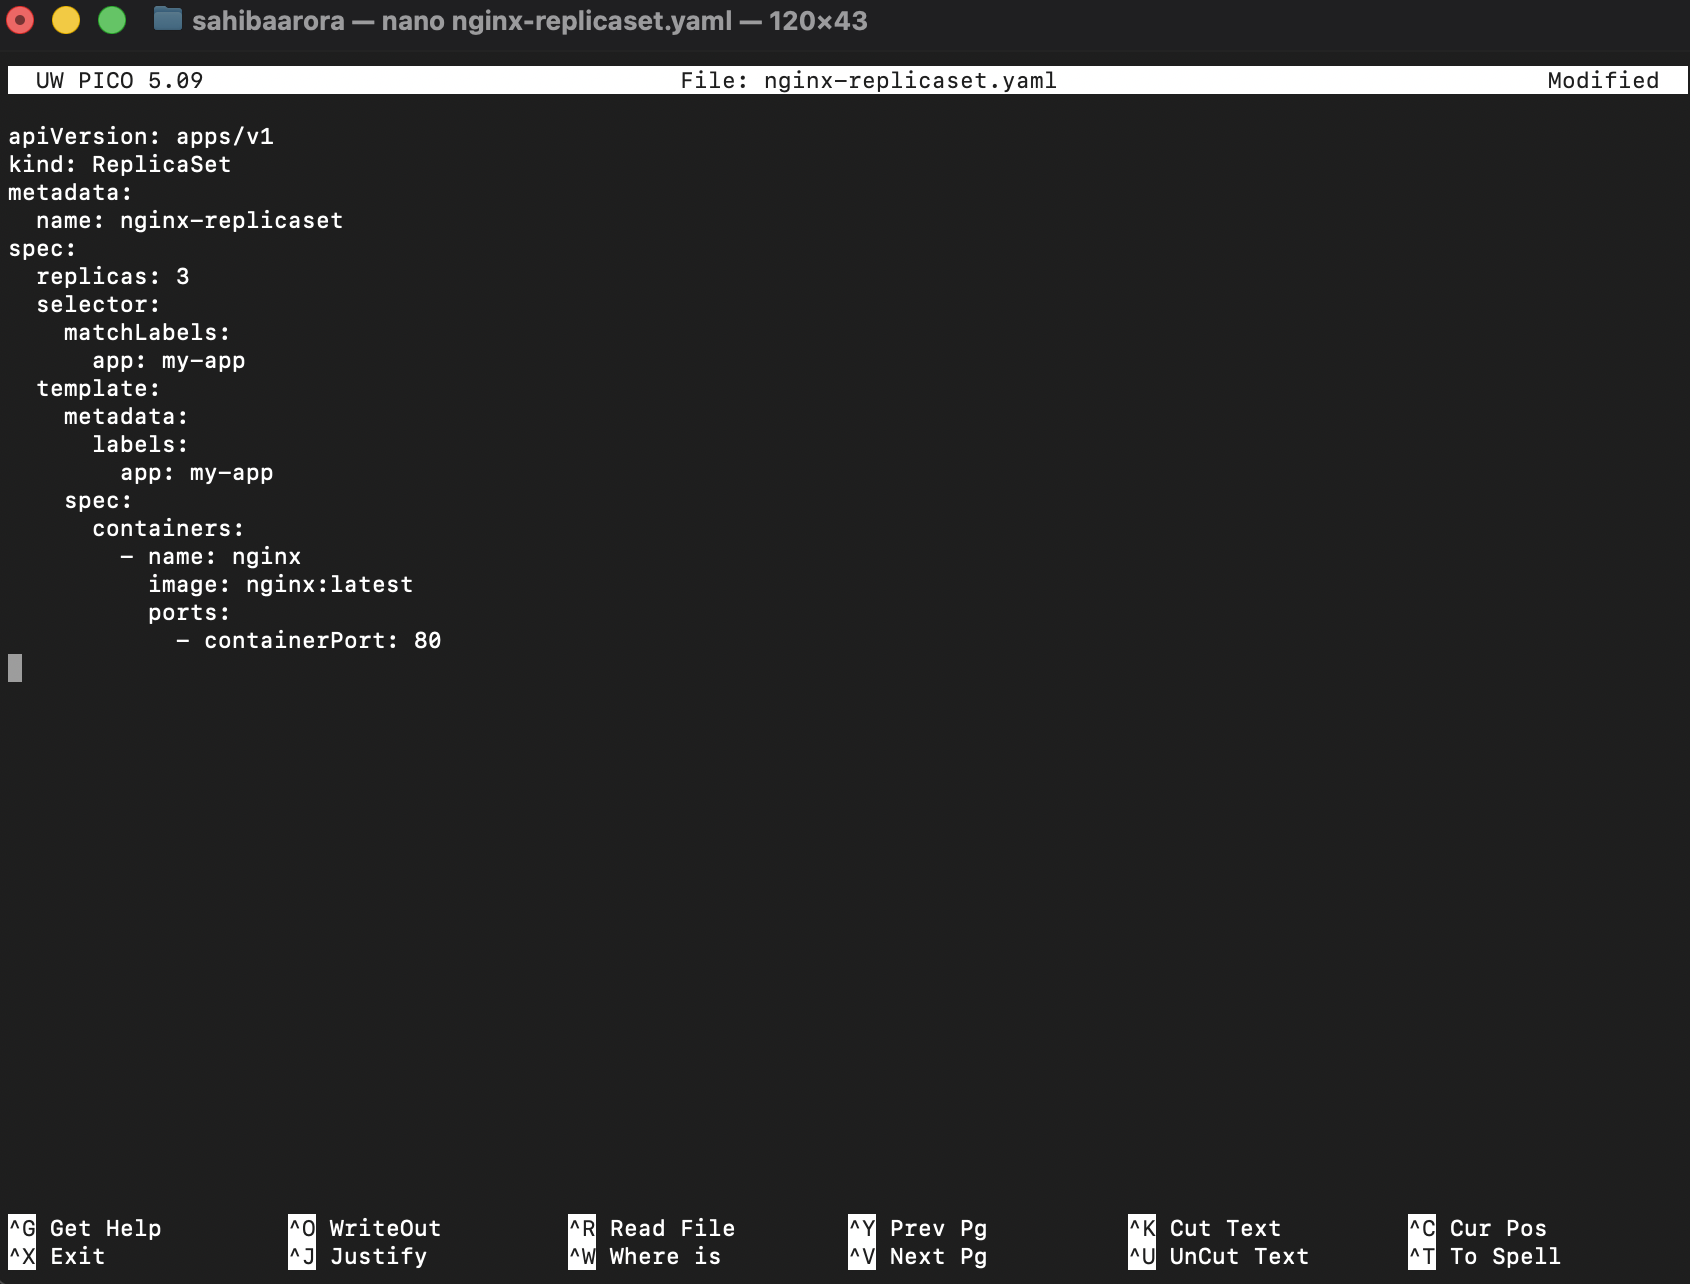 sahibaarora — nano nginx-replicaset.yaml — 120×43
UW PICO 5.09 File: nginx-replicaset.yaml Modified
apiVersion: apps/v1
kind: ReplicaSet
metadata:
  name: nginx-replicaset
spec:
  replicas: 3
  selector:
    matchLabels:
      app: my-app
  template:
    metadata:
      labels:
        app: my-app
    spec:
      containers:
        - name: nginx
          image: nginx:latest
          ports:
            - containerPort: 80
^G Get Help ^O WriteOut ^R Read File ^Y Prev Pg ^K Cut Text ^C Cur Pos
^X Exit ^J Justify ^W Where is ^V Next Pg ^U UnCut Text ^T To Spell